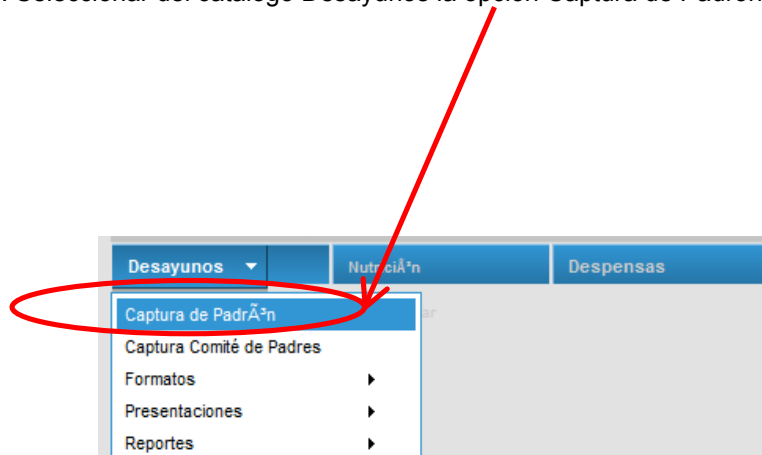 Seleccionar del catálogo Desayunos la opción Captura de Padrón
Desayunos NutriciÃ³n Despensas
Captura de PadrÃ³n
ar
Captura Comité de Padres
Formatos
Presentaciones
Reportes